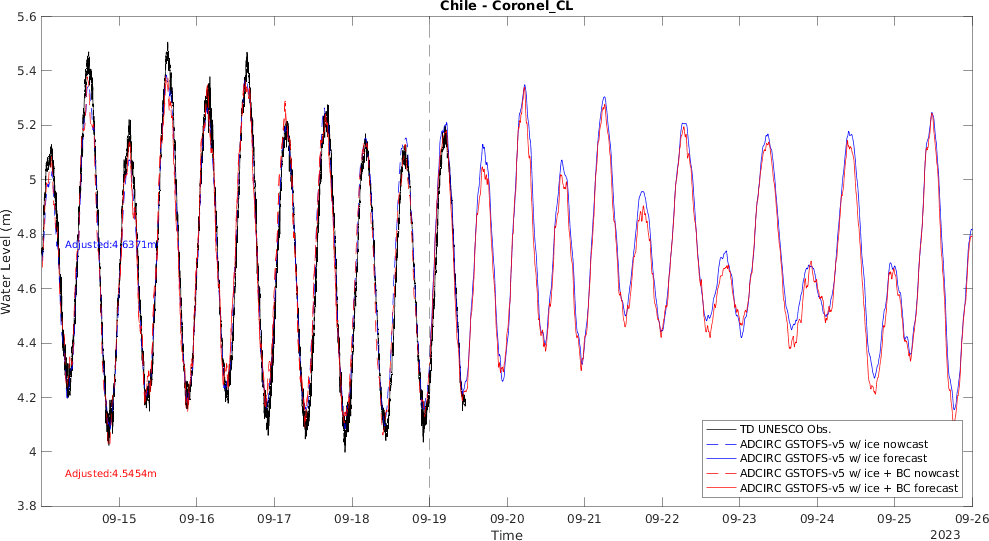 Chile - Coronel_CL
5.6
5.4
5.2
5
4.8
4.6
4.4
4.2
4
3.8
Water Level (m)
Adjusted:4.6371m
Adjusted:4.5454m
TD UNESCO Obs.
ADCIRC GSTOFS-v5 w/ ice nowcast
ADCIRC GSTOFS-v5 w/ ice forecast
ADCIRC GSTOFS-v5 w/ ice + BC nowcast
ADCIRC GSTOFS-v5 w/ ice + BC forecast
09-15 09-16 09-17 09-18 09-19 09-20 09-21 09-22 09-23 09-24 09-25 09-26
Time
2023